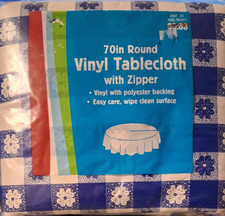 70in Round
Vinyl Tablecloth
with Zipper
• Vinyl with polyester backing
• Easy care, wipe clean surface